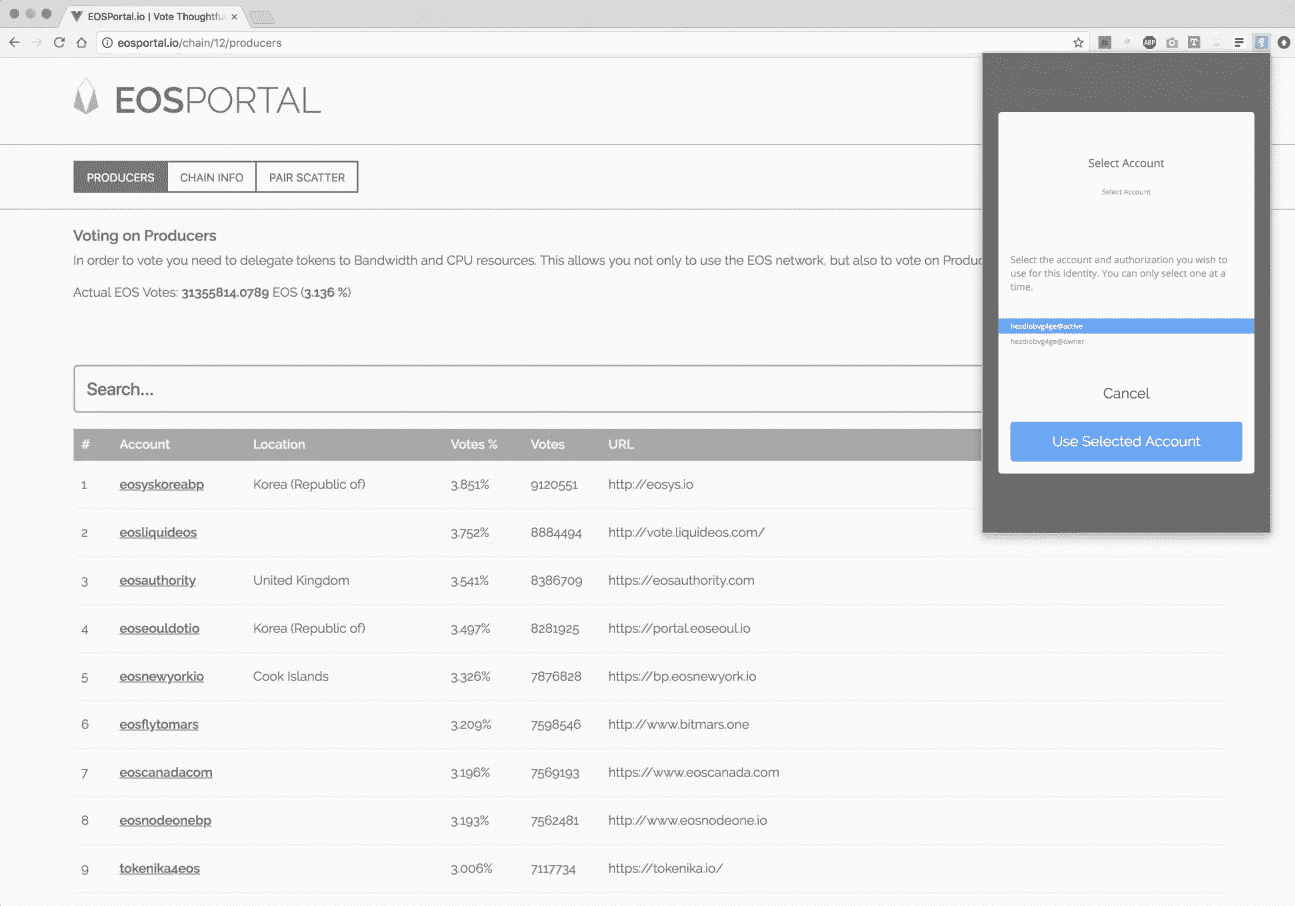 EOSPortal.io | Vote Thoughtful
eosportal.io/chain/12/producers
ABP
EOSPORTAL
PRODUCERS CHAIN INFO PAIR SCATTER
Voting on Producers
In order to vote you need to delegate tokens to Bandwidth and CPU resources. This allows you not only to use the EOS network, but also to vote on Produc
Actual EOS Votes: 31355814.0789 EOS (3.136 %)
Search...
# Account Location Votes % Votes URL
1 eosyskoreabp Korea (Republic of) 3.851% 9120551 http://eosys.io
2 eosliquideos 3.752% 8884494 http://vote.liquideos.com/
3 eosauthority United Kingdom 3.541% 8386709 https://eosauthority.com
4 eoseouldotio Korea (Republic of) 3.497% 8281925 https://portal.eoseoul.io
5 eosnewyorkio Cook Islands 3.326% 7876828 https://bp.eosnewyork.io
6 eosflytomars 3.209% 7598546 http://www.bitmars.one
7 eoscanadacom 3.196% 7569193 https://www.eoscanada.com
8 eosnodeonebp 3.193% 7562481 http://www.eosnodeone.io
9 tokenika4eos 3.006% 7117734 https://tokenika.io/
Select Account
Select Account
Select the account and authorization you wish to
use for this identity. You can only select one at a
time.
hezdiobvg4ge@active
hezdiobvg4ge@owner
Cancel
Use Selected Account